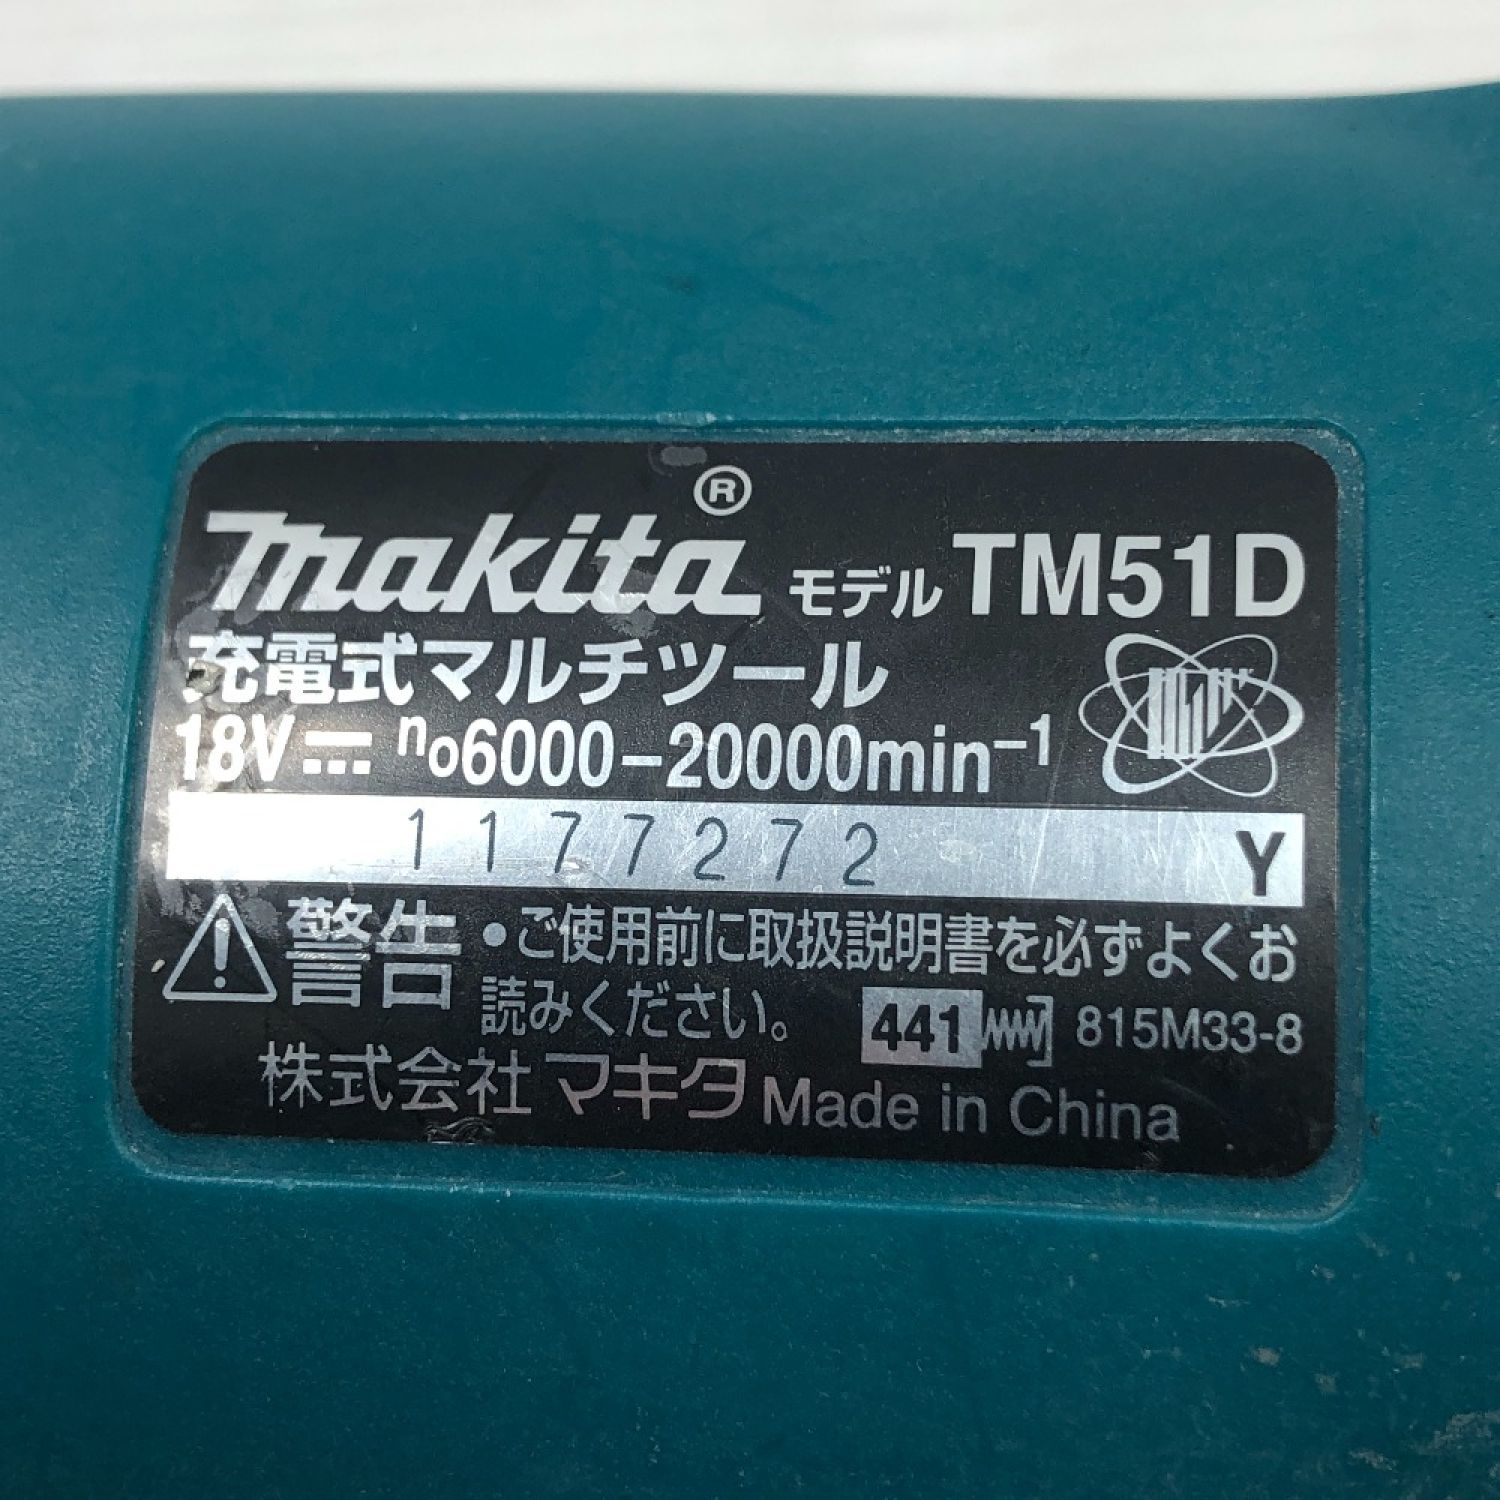 makita® モデル TM51D
充電式マルチツール
18V⎓ no6000-20000min-1
1177272 Y
警告 •ご使用前に取扱説明書を必ずよくお
読みください。
441 815M33-8
株式会社マキタ Made in China